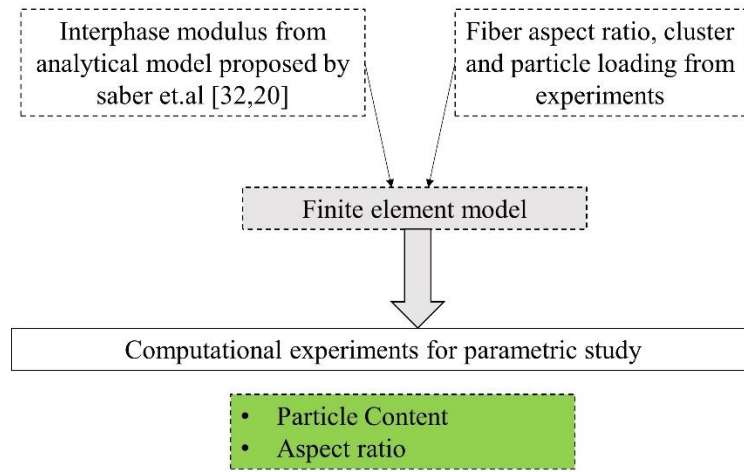 Interphase modulus from
analytical model proposed by
saber et.al [32,20]
Fiber aspect ratio, cluster
and particle loading from
experiments
Finite element model
Computational experiments for parametric study
• Particle Content
• Aspect ratio